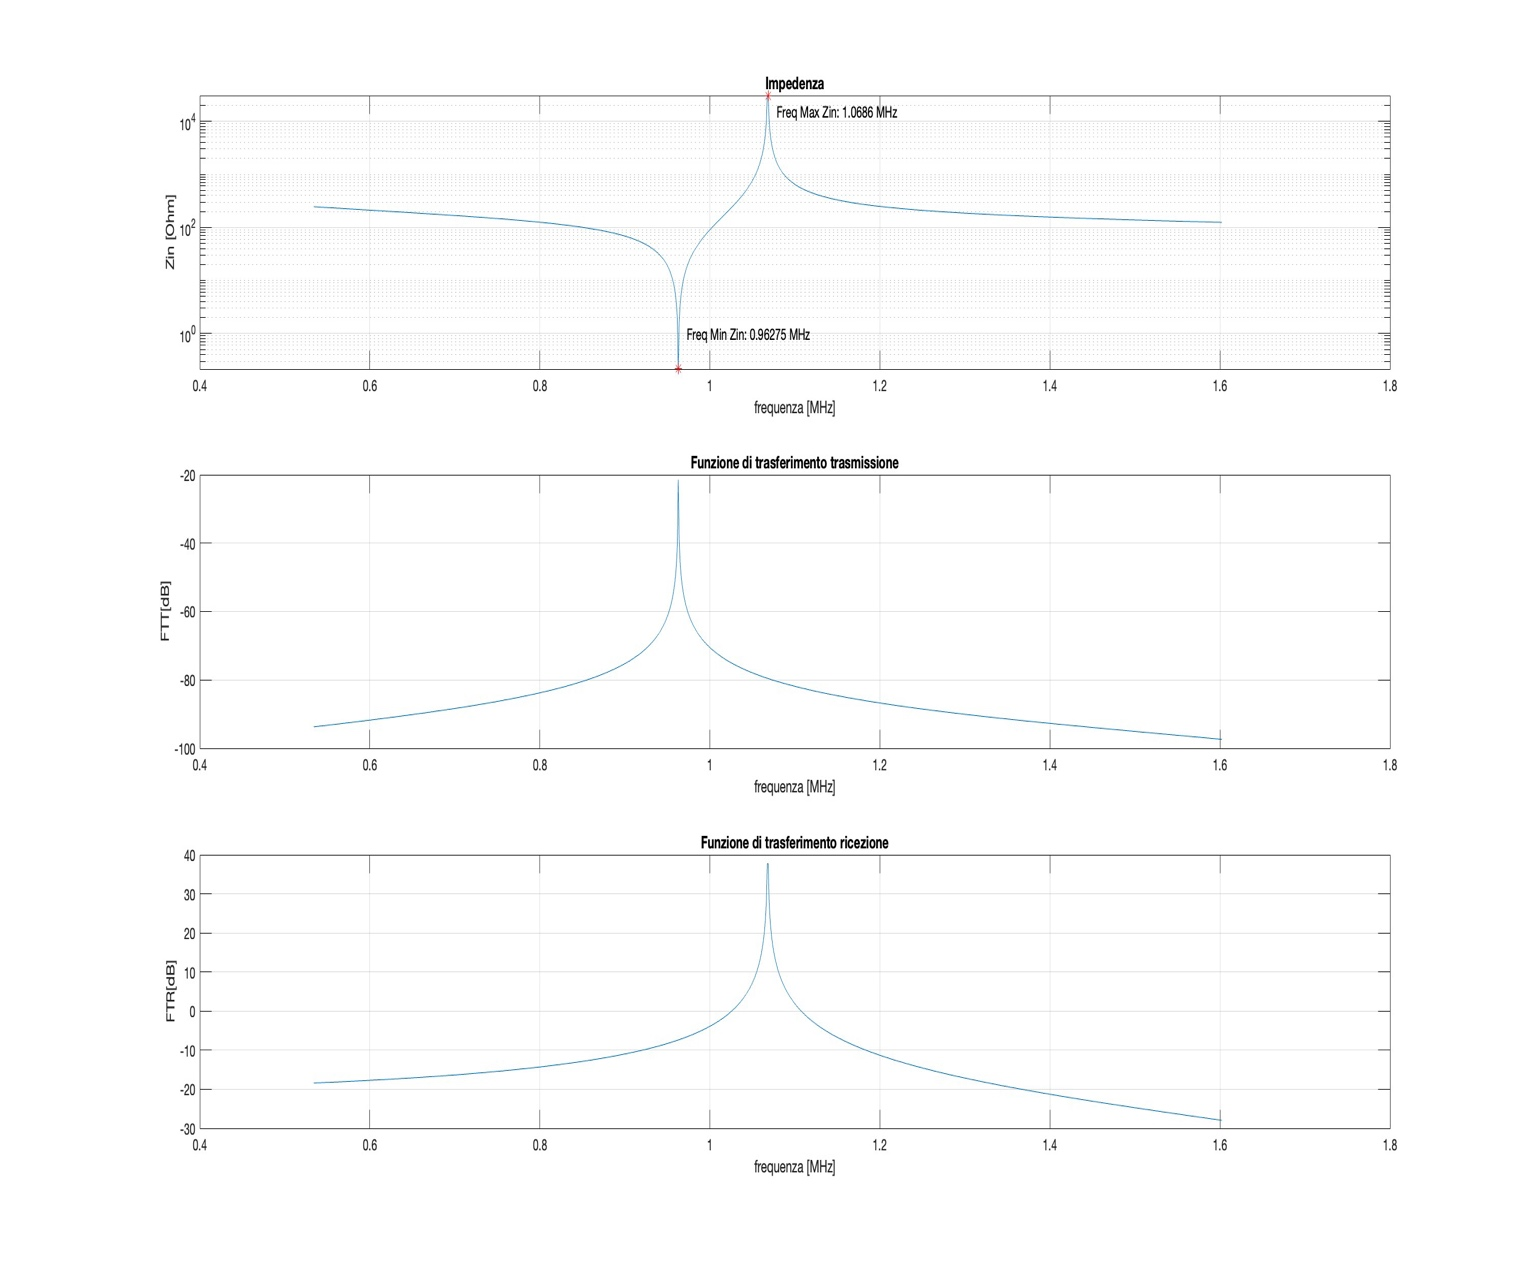 Impedenza
Freq Max Zin: 1.0686 MHz
10^4
10^2
10^0
Zin [Ohm]
Freq Min Zin: 0.96275 MHz
0.4 0.6 0.8 1 1.2 1.4 1.6 1.8
frequenza [MHz]
Funzione di trasferimento trasmissione
-20
-40
-60
-80
-100
FTT[dB]
0.4 0.6 0.8 1 1.2 1.4 1.6 1.8
frequenza [MHz]
Funzione di trasferimento ricezione
40
30
20
10
0
-10
-20
-30
FTR[dB]
0.4 0.6 0.8 1 1.2 1.4 1.6 1.8
frequenza [MHz]